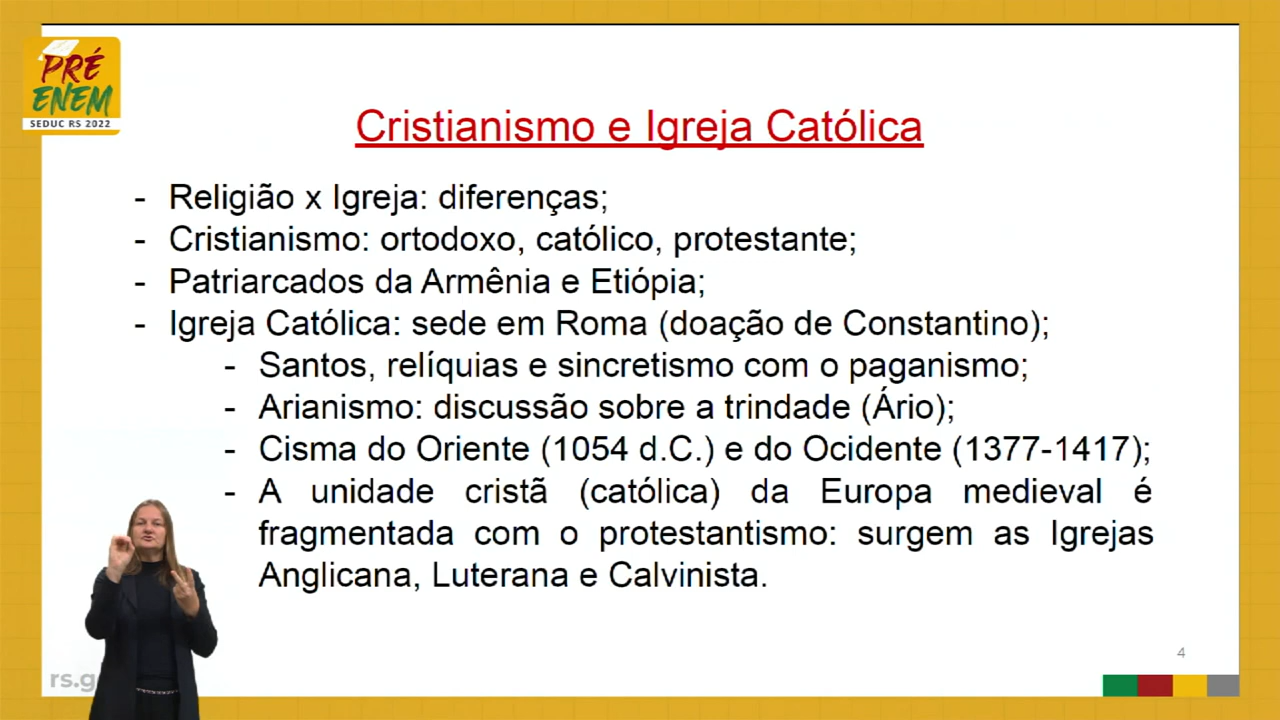 PRÉ
ENEM
SEDUC RS 2022
Cristianismo e Igreja Católica
- Religião x Igreja: diferenças;
- Cristianismo: ortodoxo, católico, protestante;
- Patriarcados da Armênia e Etiópia;
- Igreja Católica: sede em Roma (doação de Constantino);
- Santos, relíquias e sincretismo com o paganismo;
- Arianismo: discussão sobre a trindade (Ário);
- Cisma do Oriente (1054 d.C.) e do Ocidente (1377-1417);
- A unidade cristã (católica) da Europa medieval é
fragmentada com o protestantismo: surgem as Igrejas
Anglicana, Luterana e Calvinista.
4
rs.g